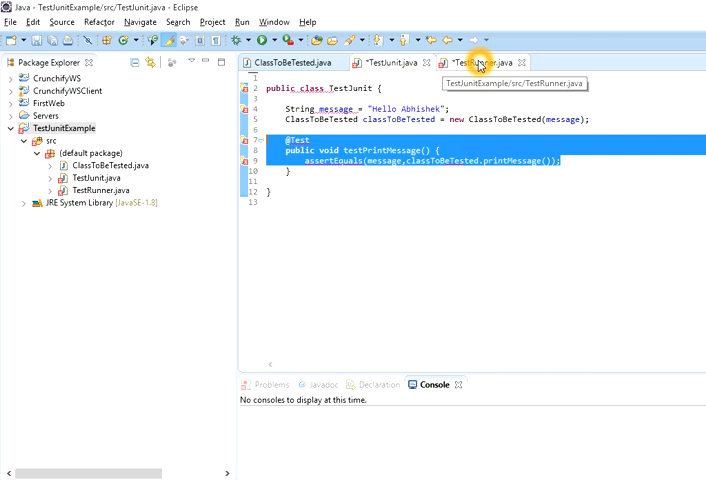 Java - TestJunitExample/src/TestJunit.java - Eclipse
File Edit Source Refactor Navigate Search Project Run Window Help
Package Explorer
CrunchifyWS
CrunchifyWSClient
FirstWeb
Servers
TestJunitExample
src
(default package)
ClassToBeTested.java
TestJunit.java
TestRunner.java
JRE System Library [JavaSE-1.8]
ClassToBeTested.java *TestJunit.java *TestRunner.java
TestJunitExample/src/TestRunner.java
1
2 public class TestJunit {
3
4 String message = "Hello Abhishek";
5 ClassToBeTested classToBeTested = new ClassToBeTested(message);
6
7 @Test
8 public void testPrintMessage() {
9 assertEquals(message,classToBeTested.printMessage());
10 }
11
12 }
13
Problems Javadoc Declaration Console
No consoles to display at this time.